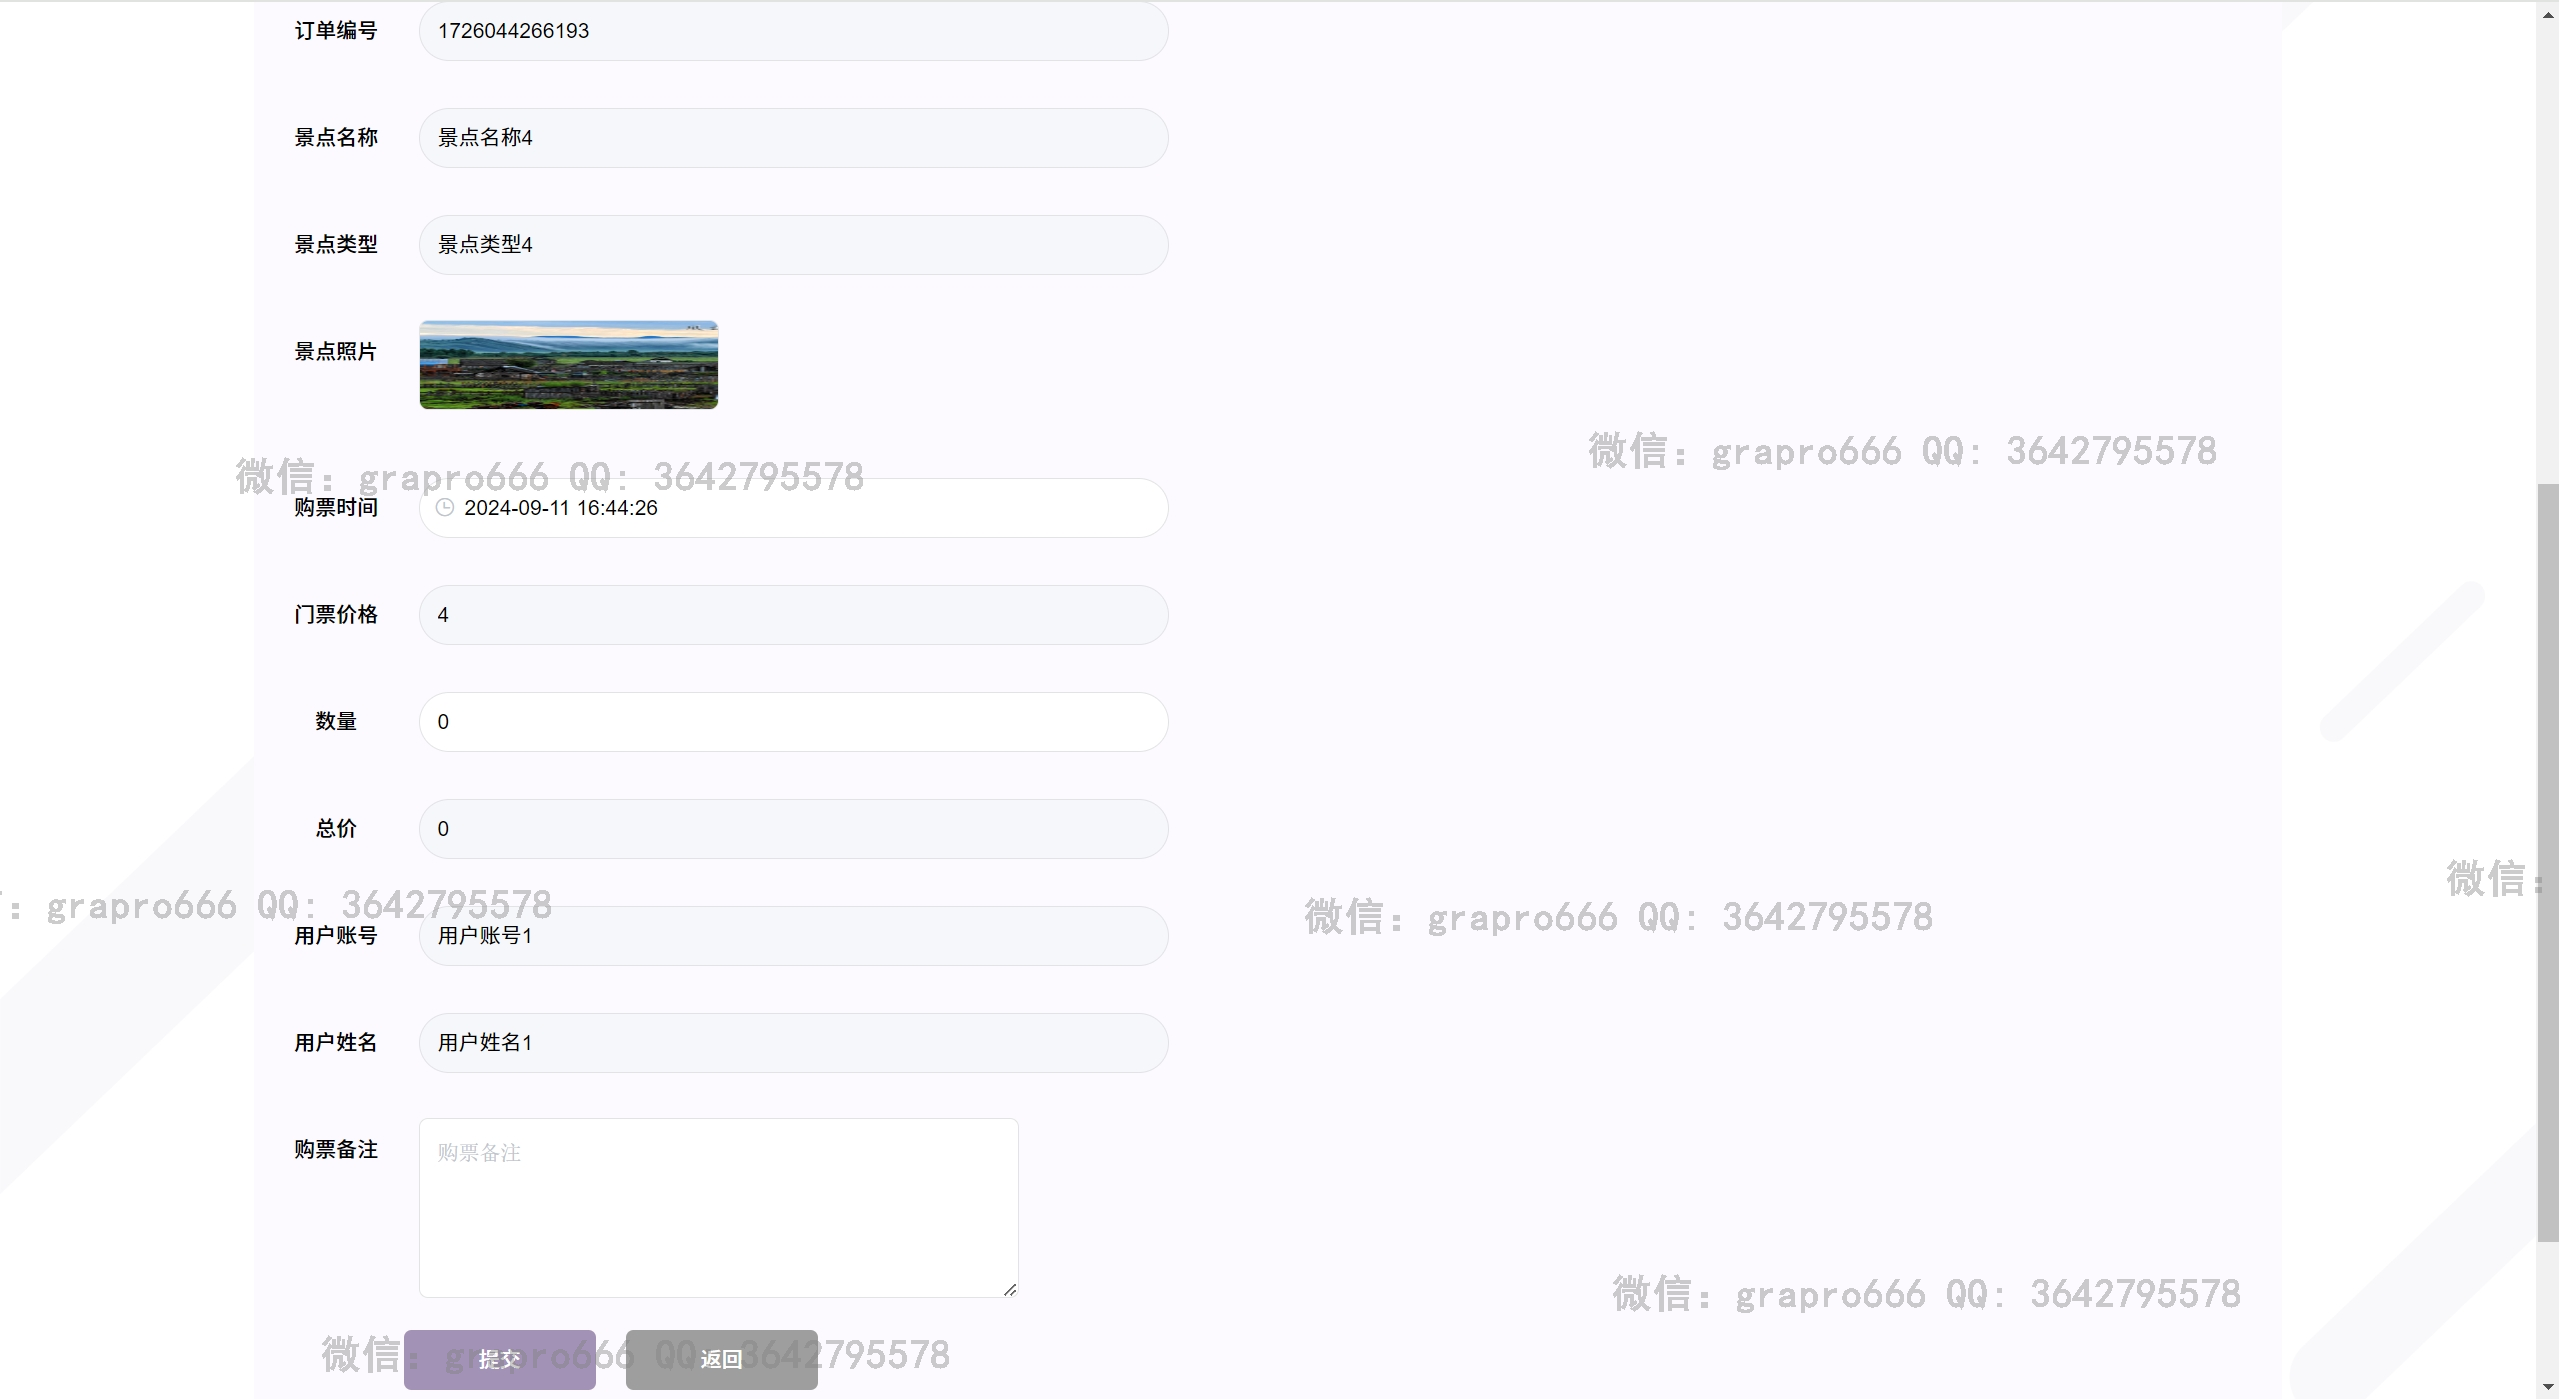 订单编号 1726044266193
景点名称 景点名称4
景点类型 景点类型4
景点照片
微信：grapro666 QQ: 3642795578
微信：grapro666 QQ: 3642795578
购票时间 2024-09-11 16:44:26
门票价格 4
数量 0
总价 0
微信：
：grapro666 QQ: 3642795578
微信：grapro666 QQ: 3642795578
用户账号 用户账号1
用户姓名 用户姓名1
购票备注 购票备注
微信：grapro666 QQ: 3642795578
微信：grapro666 QQ: 3642795578
提交 返回